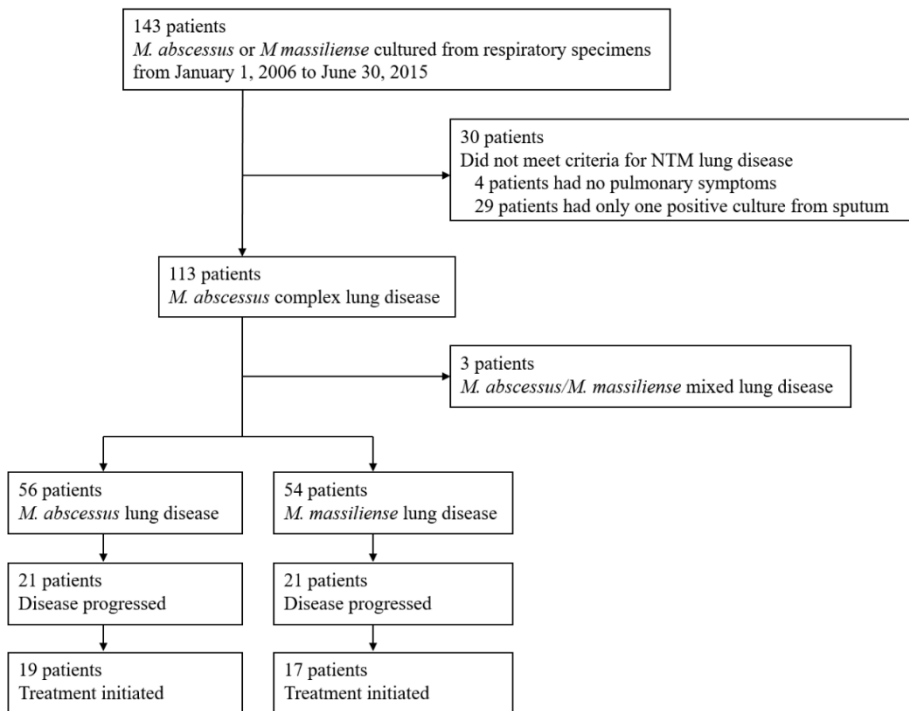 143 patients
M. abscessus or M massiliense cultured from respiratory specimens
from January 1, 2006 to June 30, 2015
30 patients
Did not meet criteria for NTM lung disease
4 patients had no pulmonary symptoms
29 patients had only one positive culture from sputum
113 patients
M. abscessus complex lung disease
3 patients
M. abscessus/M. massiliense mixed lung disease
56 patients
M. abscessus lung disease
54 patients
M. massiliense lung disease
21 patients
Disease progressed
21 patients
Disease progressed
19 patients
Treatment initiated
17 patients
Treatment initiated